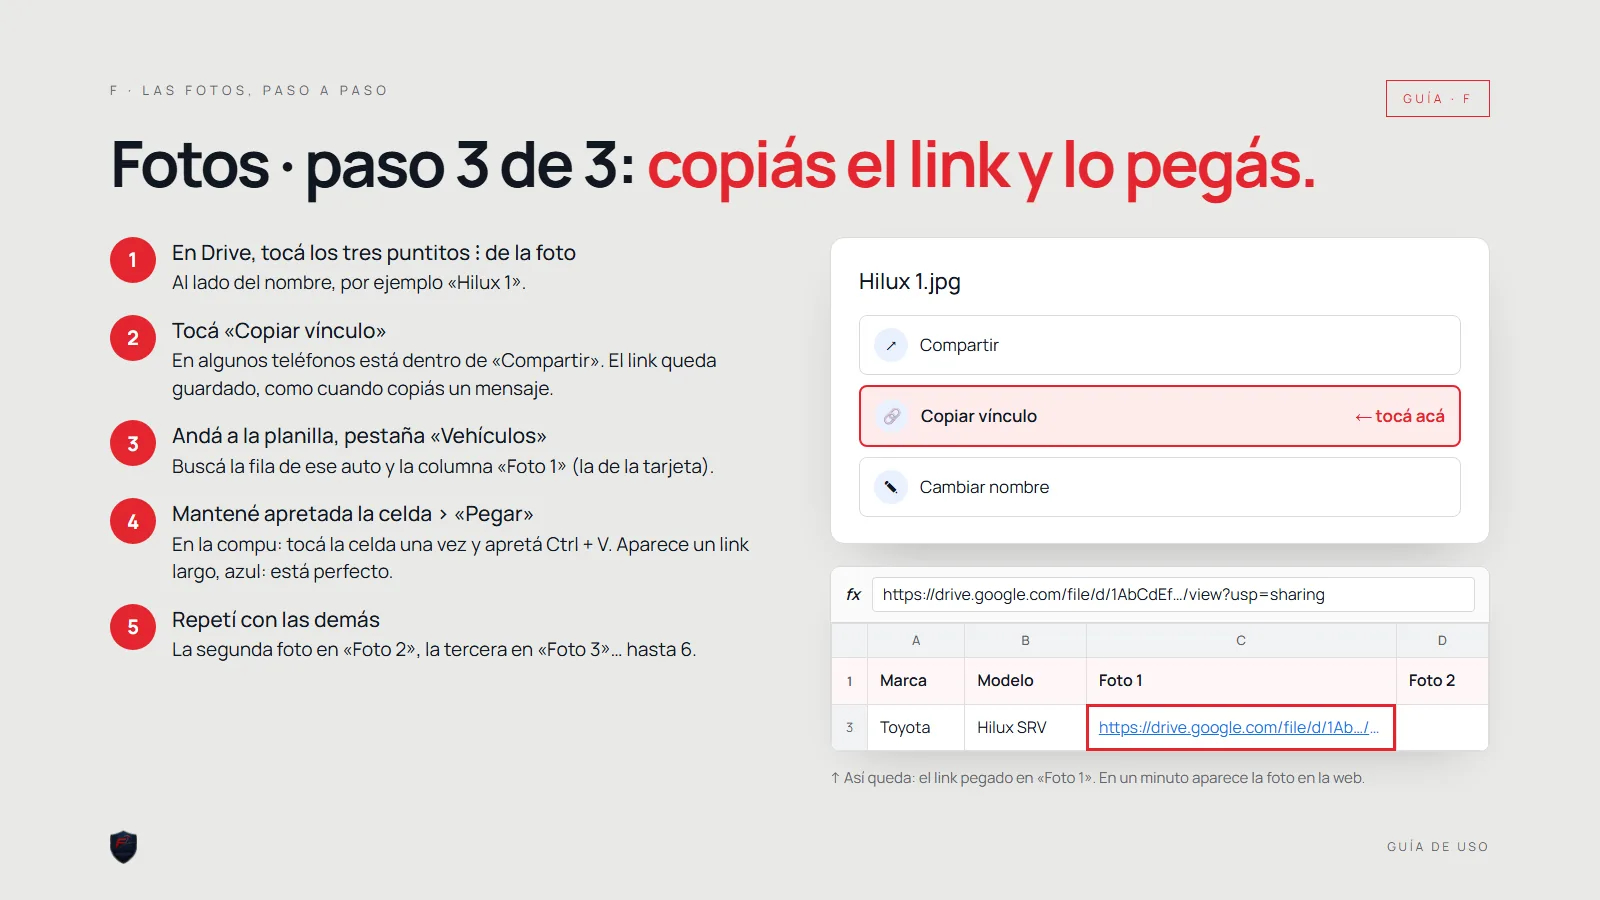 F · LAS FOTOS, PASO A PASO
GUÍA · F
Fotos · paso 3 de 3: copiás el link y lo pegás.
1
En Drive, tocá los tres puntitos ⋮ de la foto
Al lado del nombre, por ejemplo «Hilux 1».
2
Tocá «Copiar vínculo»
En algunos teléfonos está dentro de «Compartir». El link queda
guardado, como cuando copiás un mensaje.
3
Andá a la planilla, pestaña «Vehículos»
Buscá la fila de ese auto y la columna «Foto 1» (la de la tarjeta).
4
Mantené apretada la celda › «Pegar»
En la compu: tocá la celda una vez y apretá Ctrl + V. Aparece un link
largo, azul: está perfecto.
5
Repetí con las demás
La segunda foto en «Foto 2», la tercera en «Foto 3»... hasta 6.
Hilux 1.jpg
Compartir
Copiar vínculo ← tocá acá
Cambiar nombre
fx https://drive.google.com/file/d/1AbCdEf.../view?usp=sharing
A B C D
1 Marca Modelo Foto 1 Foto 2
3 Toyota Hilux SRV https://drive.google.com/file/d/1Ab.../...
↑ Así queda: el link pegado en «Foto 1». En un minuto aparece la foto en la web.
GUÍA DE USO